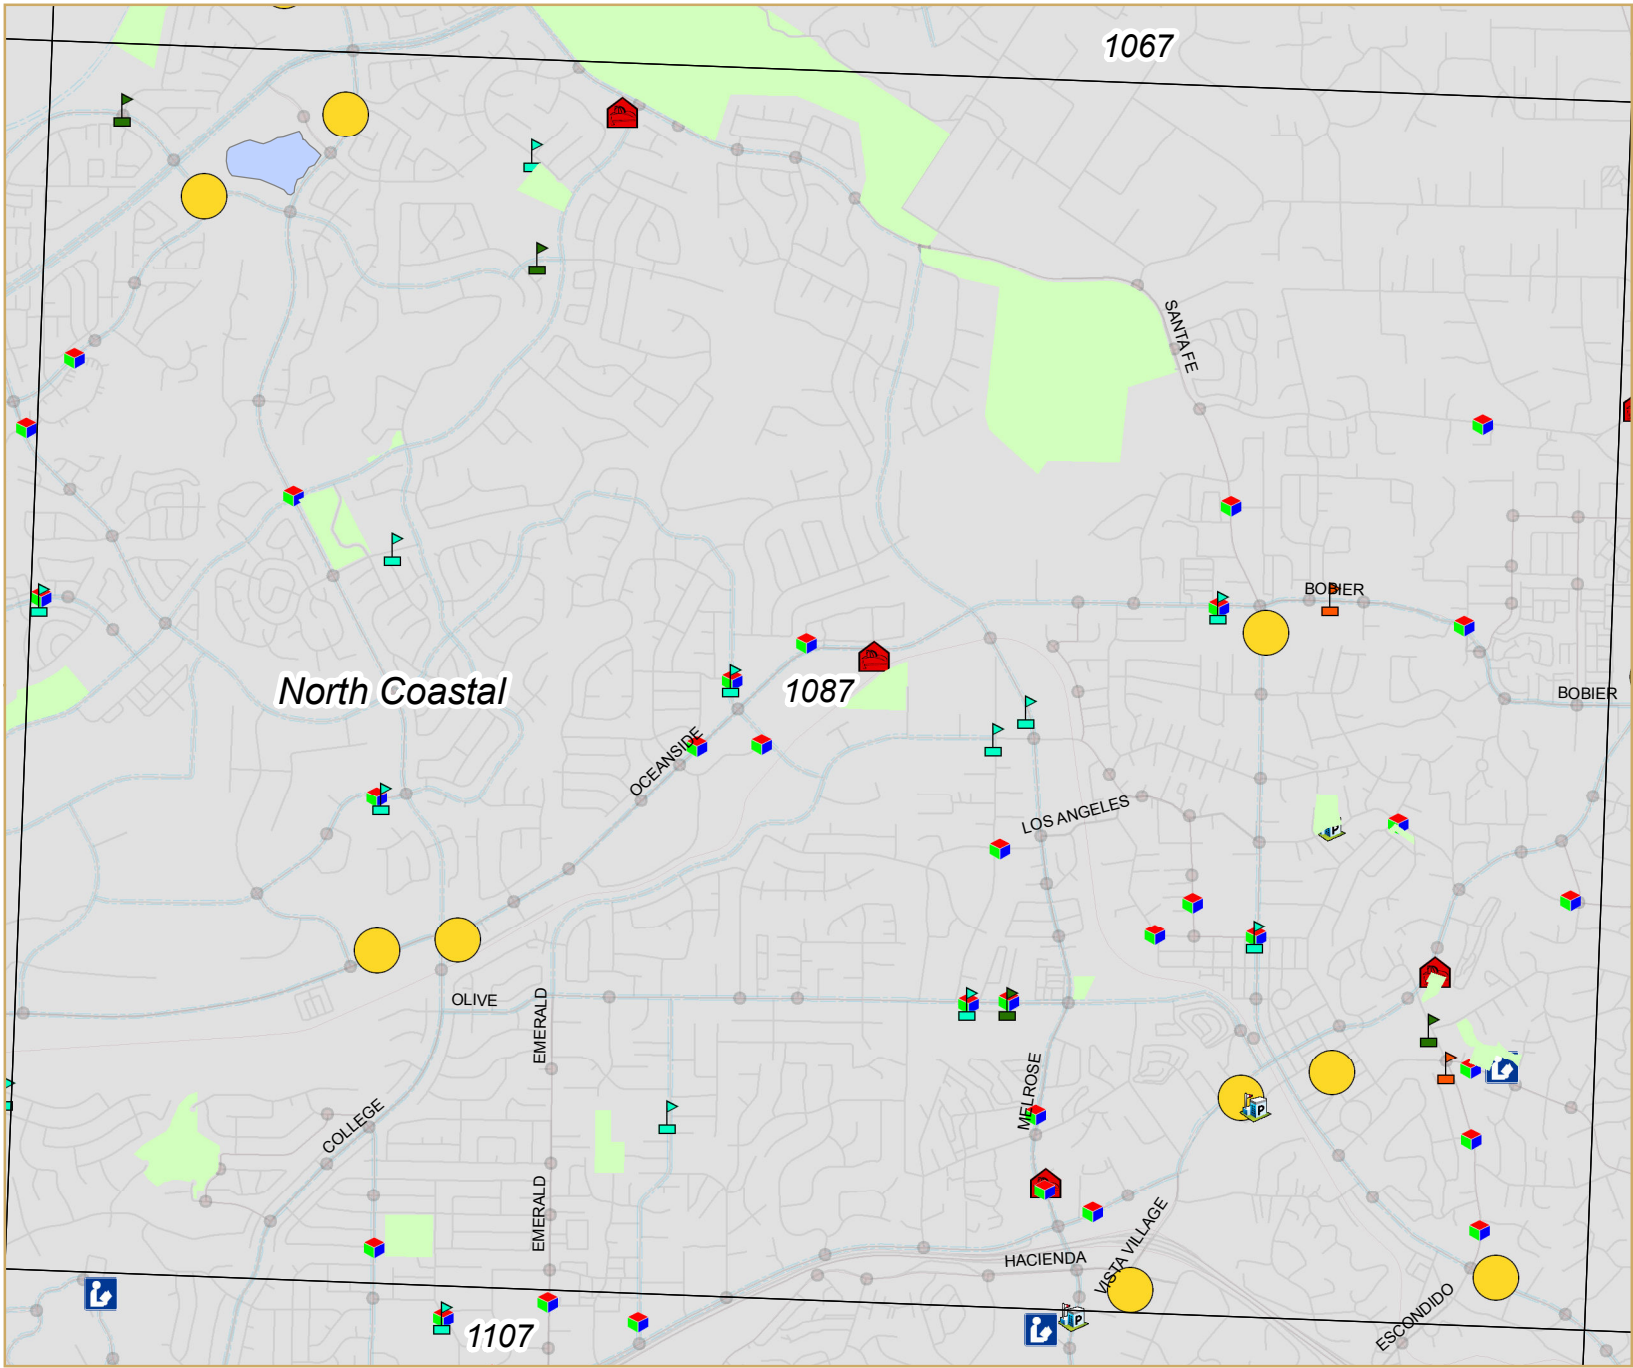 1067
SANTA FE
BOBIER
North Coastal
1087
BOBIER
OCEANSIDE
LOS ANGELES
P
OLIVE
EMERALD
MELROSE
COLLEGE
P
EMERALD
VISTA VILLAGE
HACIENDA
P
ESCONDIDO
1107